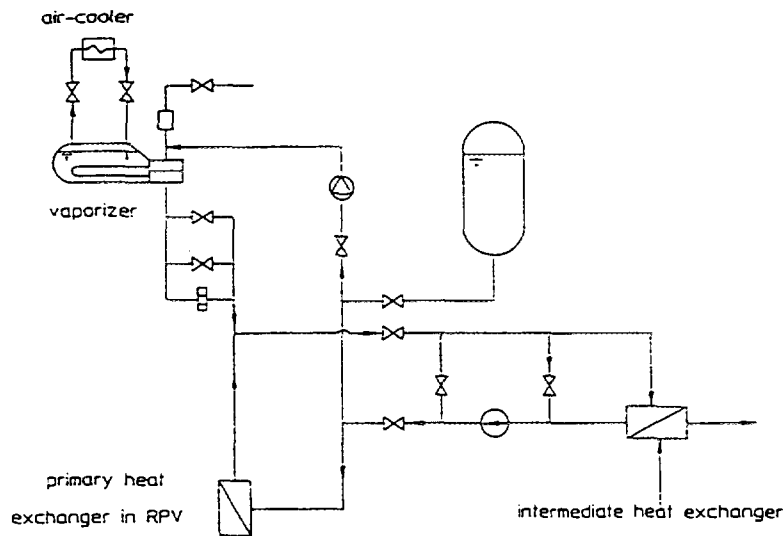 air-cooler
vaporizer
primary heat
exchanger in RPV
intermediate heat exchanger